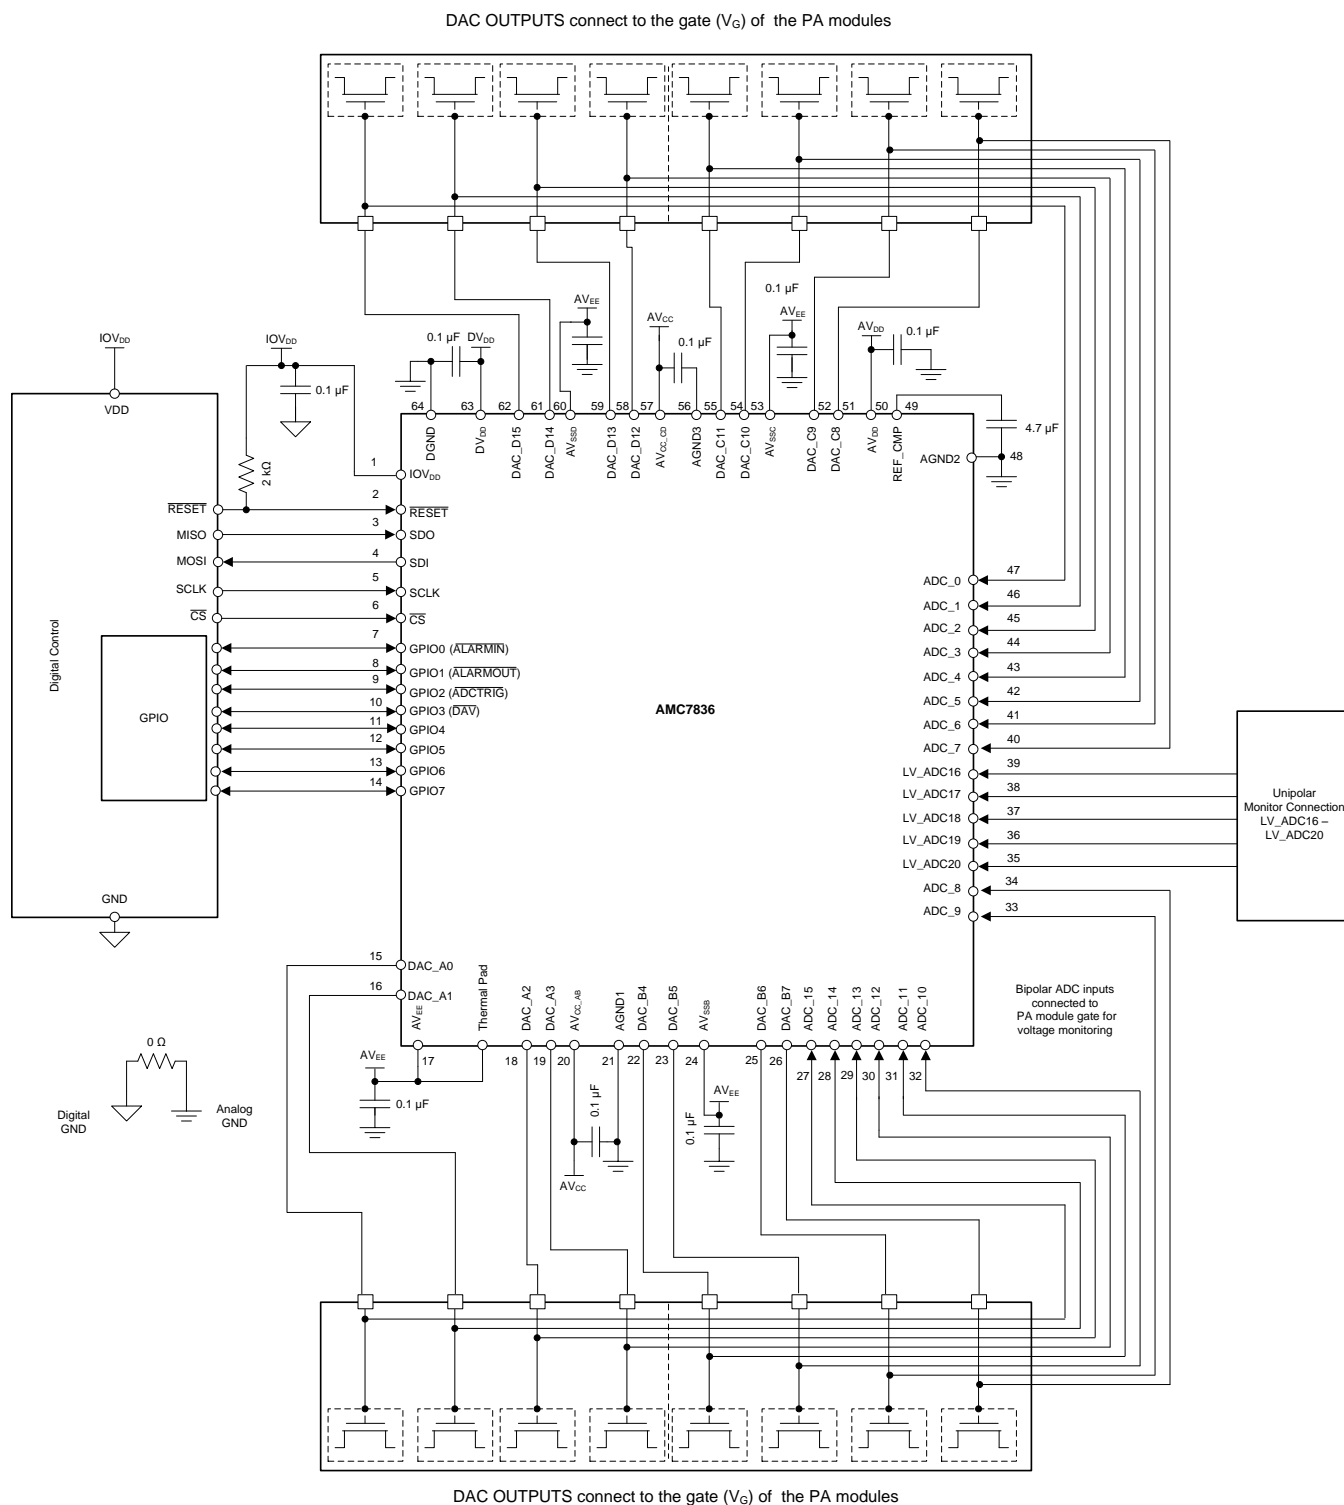 DAC OUTPUTS connect to the gate (VG) of the PA modules
0.1 µF
AVEE
AVEE
AVCC
AVDD
0.1 µF
IOVDD
IOVDD
0.1 µF
DVDD
0.1 µF
0.1 µF
VDD
64
63
62
61
60
59
58
57
56
55
54
53
52
51
50
49
4.7 µF
DGND
DVDD
DAC_D15
DAC_D14
AVSSD
DAC_D13
DAC_D12
AVCC_CD
AGND3
DAC_C11
DAC_C10
AVSSC
DAC_C9
DAC_C8
AVDD
REF_CMP
AGND2
48
2 kΩ
1
IOVDD
RESET
2
RESET
MISO
3
SDO
MOSI
4
SDI
SCLK
5
SCLK
CS
6
CS
7
GPIO0 (ALARMIN)
8
GPIO1 (ALARMOUT)
9
GPIO2 (ADCTRIG)
10
GPIO3 (DAV)
11
GPIO4
12
GPIO5
13
GPIO6
14
GPIO7
Digital Control
GPIO
GND
AMC7836
ADC_0
47
ADC_1
46
ADC_2
45
ADC_3
44
ADC_4
43
ADC_5
42
ADC_6
41
ADC_7
40
LV_ADC16
39
LV_ADC17
38
LV_ADC18
37
LV_ADC19
36
LV_ADC20
35
ADC_8
34
ADC_9
33
Unipolar
Monitor Connection
LV_ADC16 –
LV_ADC20
15
DAC_A0
16
DAC_A1
AVEE
Thermal Pad
DAC_A2
DAC_A3
AVCC_AB
AGND1
DAC_B4
DAC_B5
AVSSB
DAC_B6
DAC_B7
ADC_15
ADC_14
ADC_13
ADC_12
ADC_11
ADC_10
Bipolar ADC inputs
connected to
PA module gate for
voltage monitoring
17
18
19
20
21
22
23
24
25
26
27
28
29
30
31
32
0 Ω
Digital
GND
Analog
GND
AVEE
0.1 µF
0.1 µF
AVCC
AVEE
0.1 µF
DAC OUTPUTS connect to the gate (VG) of the PA modules